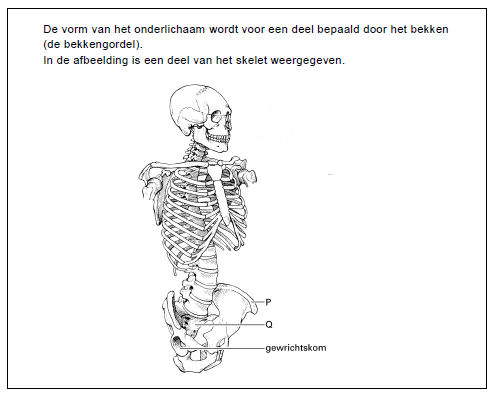 De vorm van het onderlichaam wordt voor een deel bepaald door het bekken
(de bekkengordel).
In de afbeelding is een deel van het skelet weergegeven.
P
Q
gewrichtskom